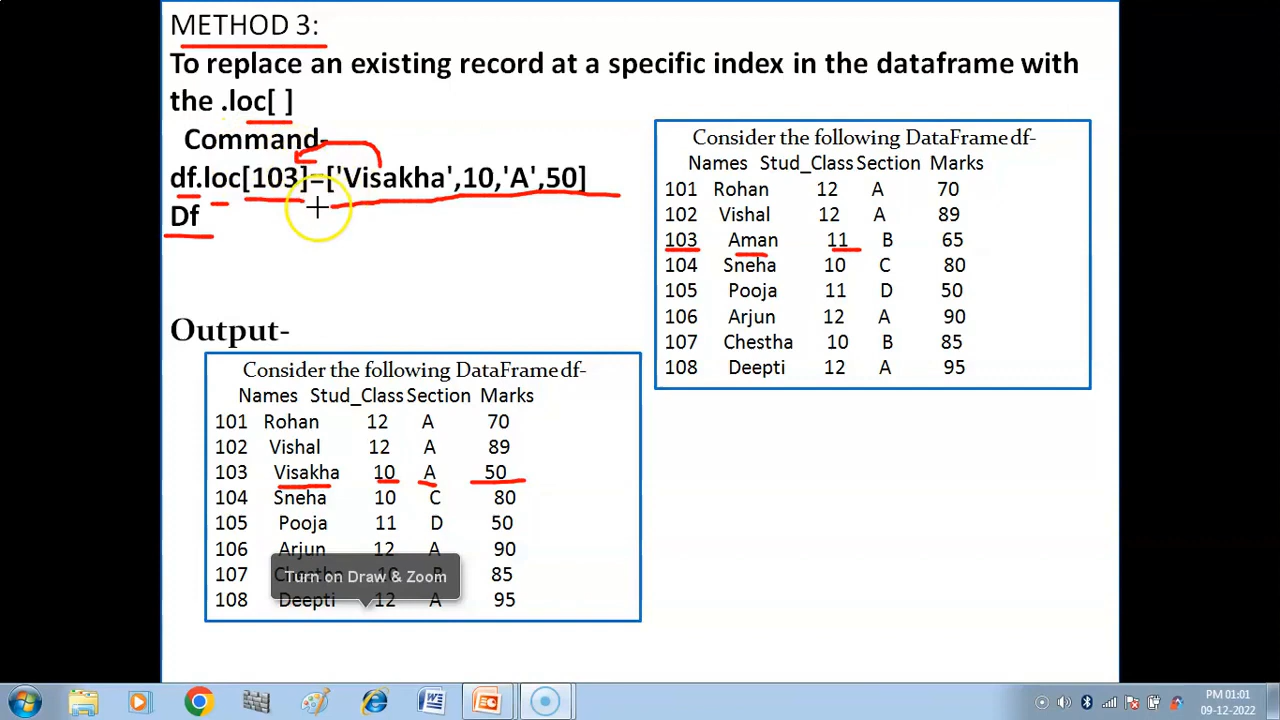 METHOD 3:
To replace an existing record at a specific index in the dataframe with
the .loc[ ]
Command-
df.loc[103]=['Visakha',10,'A',50]
Df
Consider the following DataFrame df-
Names Stud_Class Section Marks
101 Rohan 12 A 70
102 Vishal 12 A 89
103 Aman 11 B 65
104 Sneha 10 C 80
105 Pooja 11 D 50
106 Arjun 12 A 90
107 Chestha 10 B 85
108 Deepti 12 A 95
Output-
Consider the following DataFrame df-
Names Stud_Class Section Marks
101 Rohan 12 A 70
102 Vishal 12 A 89
103 Visakha 10 A 50
104 Sneha 10 C 80
105 Pooja 11 D 50
106 Arjun 12 A 90
107 Chestha 10 B 85
Turn on Draw & Zoom
108 Deepti 12 A 95
PM 01:01
09-12-2022